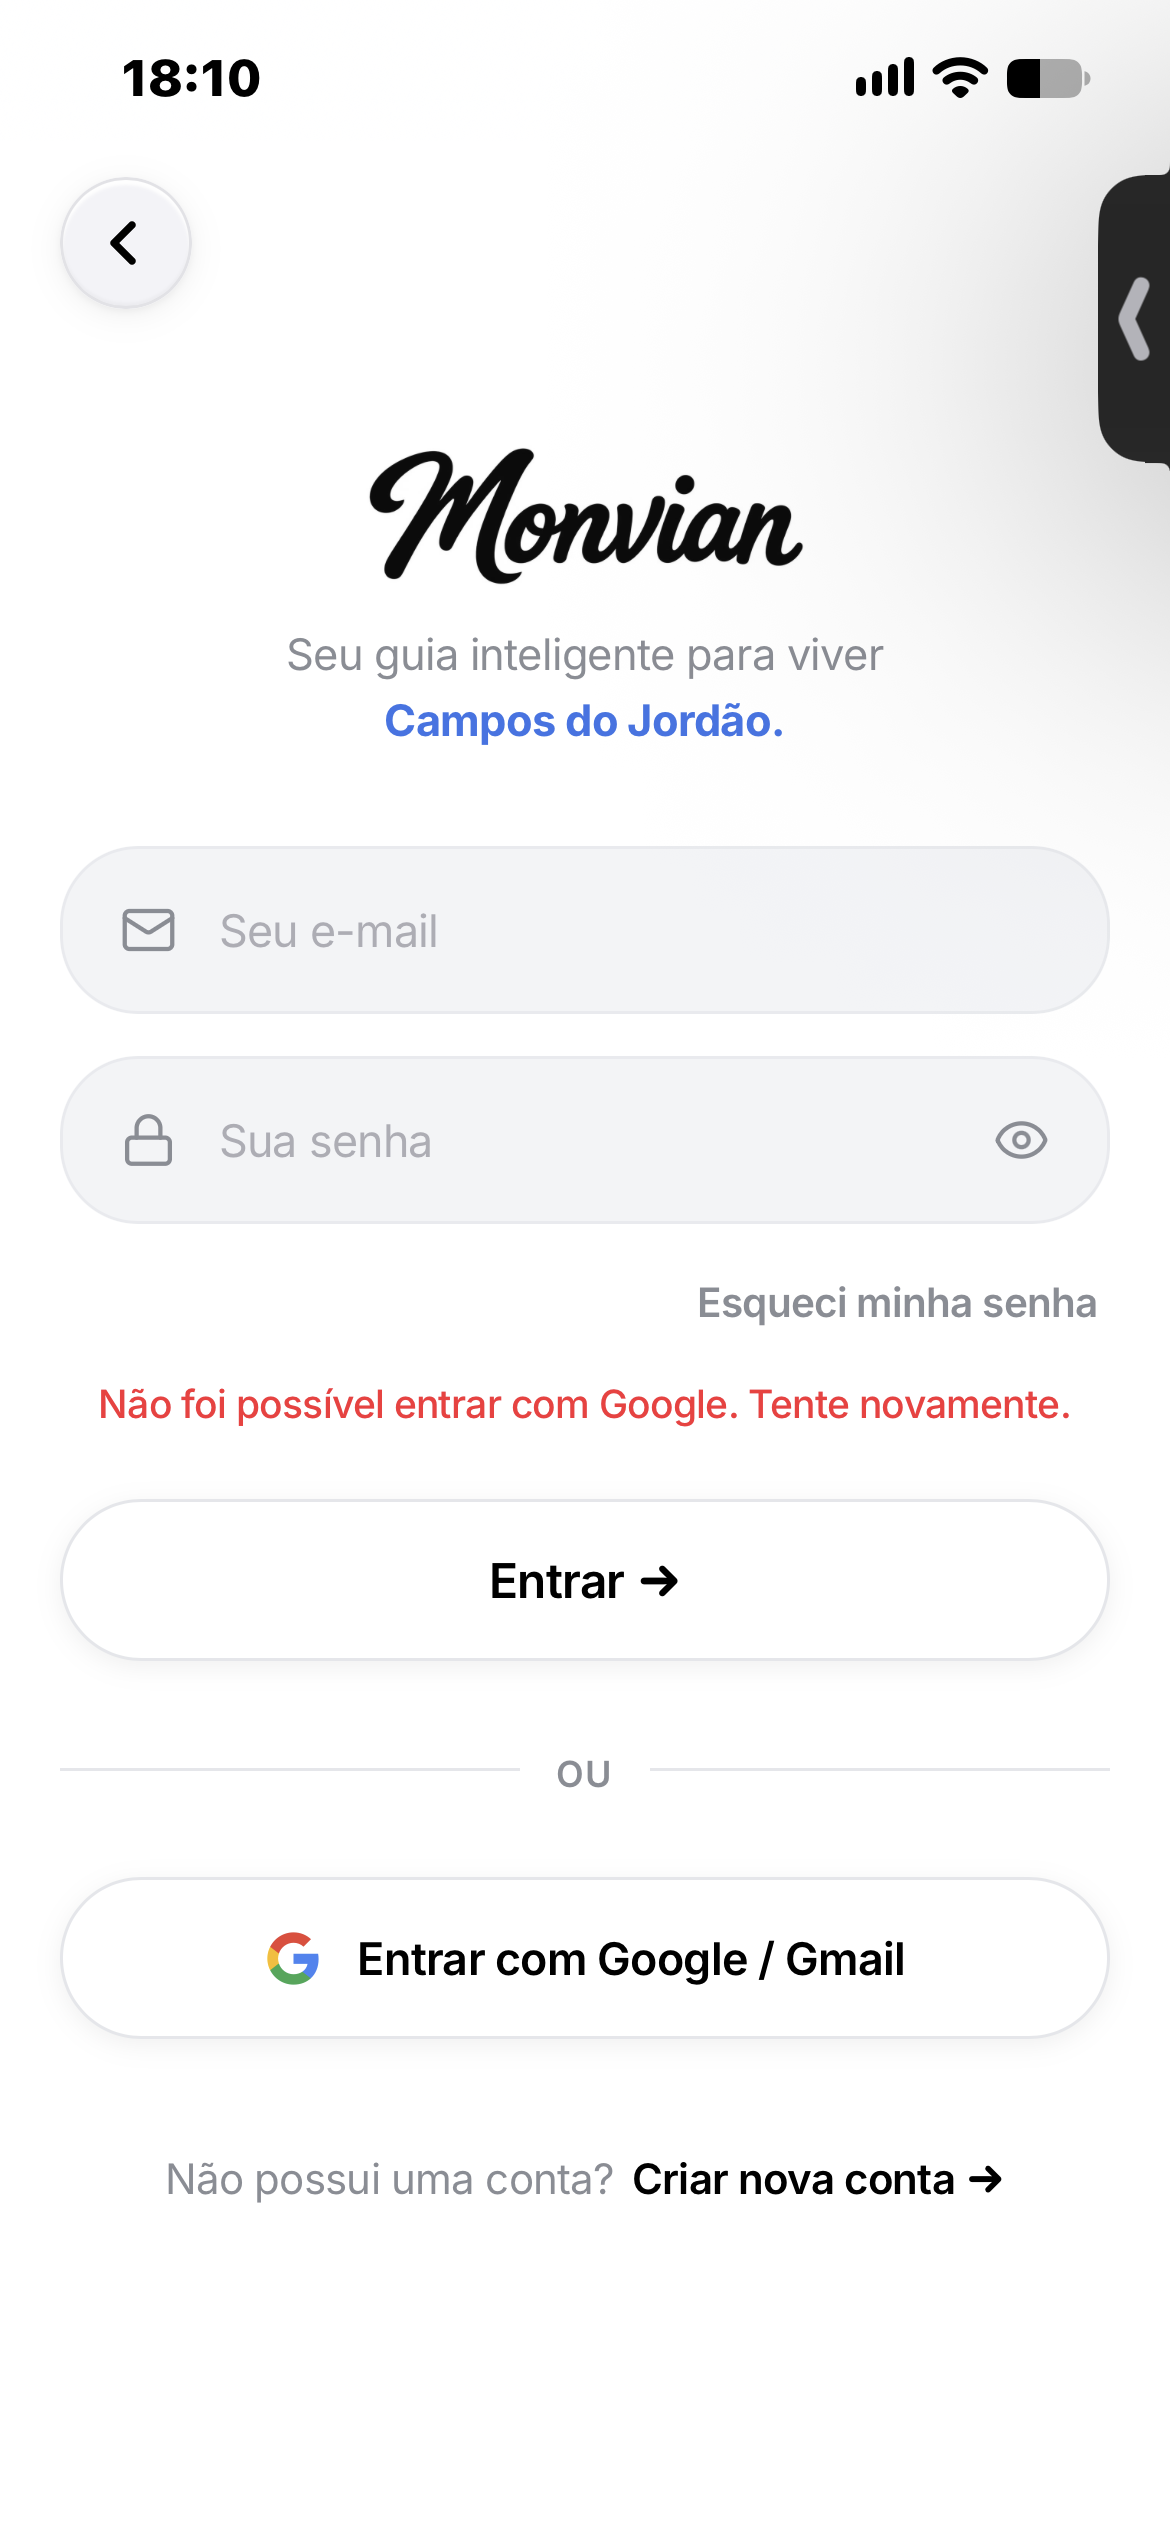 18:10
Monvian
Seu guia inteligente para viver
Campos do Jordão.
Seu e-mail
Sua senha
Esqueci minha senha
Não foi possível entrar com Google. Tente novamente.
Entrar →
OU
Entrar com Google / Gmail
Não possui uma conta? Criar nova conta →